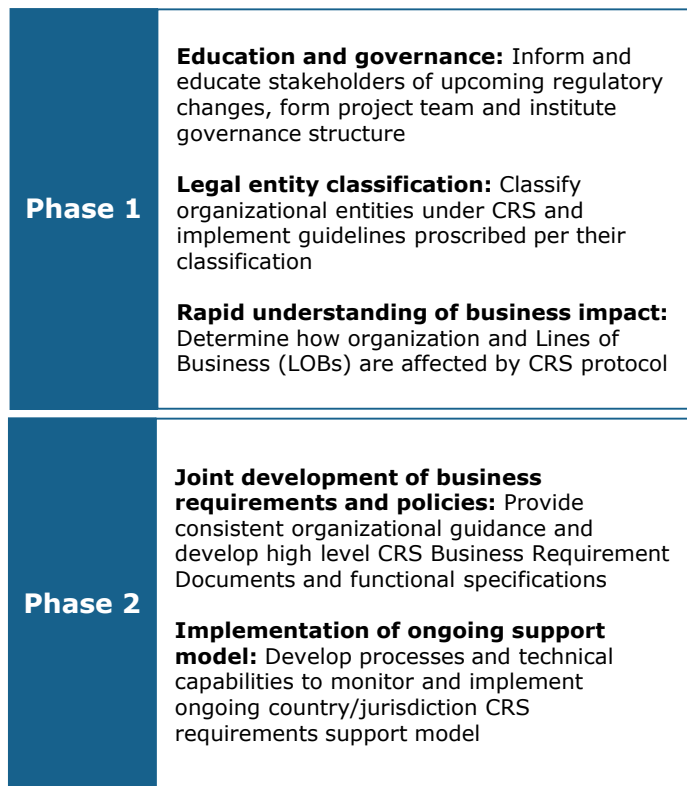 Phase 1
Education and governance: Inform and
educate stakeholders of upcoming regulatory
changes, form project team and institute
governance structure
Legal entity classification: Classify
organizational entities under CRS and
implement guidelines proscribed per their
classification
Rapid understanding of business impact:
Determine how organization and Lines of
Business (LOBs) are affected by CRS protocol
Phase 2
Joint development of business
requirements and policies: Provide
consistent organizational guidance and
develop high level CRS Business Requirement
Documents and functional specifications
Implementation of ongoing support
model: Develop processes and technical
capabilities to monitor and implement
ongoing country/jurisdiction CRS
requirements support model